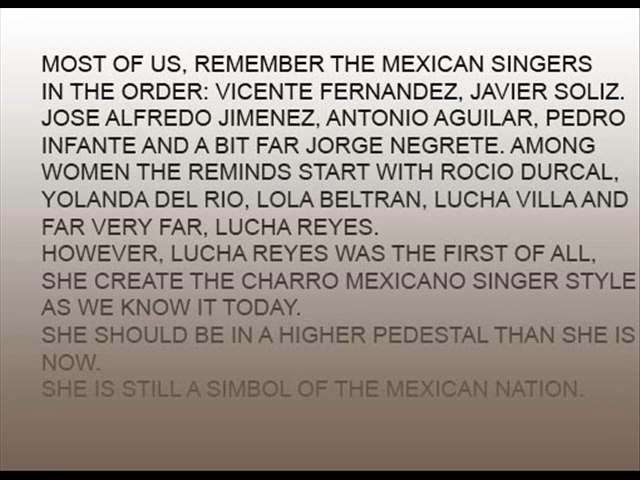 MOST OF US, REMEMBER THE MEXICAN SINGERS
IN THE ORDER: VICENTE FERNANDEZ, JAVIER SOLIZ.
JOSE ALFREDO JIMENEZ, ANTONIO AGUILAR, PEDRO
INFANTE AND A BIT FAR JORGE NEGRETE. AMONG
WOMEN THE REMINDS START WITH ROCIO DURCAL,
YOLANDA DEL RIO, LOLA BELTRAN, LUCHA VILLA AND
FAR VERY FAR, LUCHA REYES.
HOWEVER, LUCHA REYES WAS THE FIRST OF ALL,
SHE CREATE THE CHARRO MEXICANO SINGER STYLE
AS WE KNOW IT TODAY.
SHE SHOULD BE IN A HIGHER PEDESTAL THAN SHE IS
NOW.
SHE IS STILL A SIMBOL OF THE MEXICAN NATION.